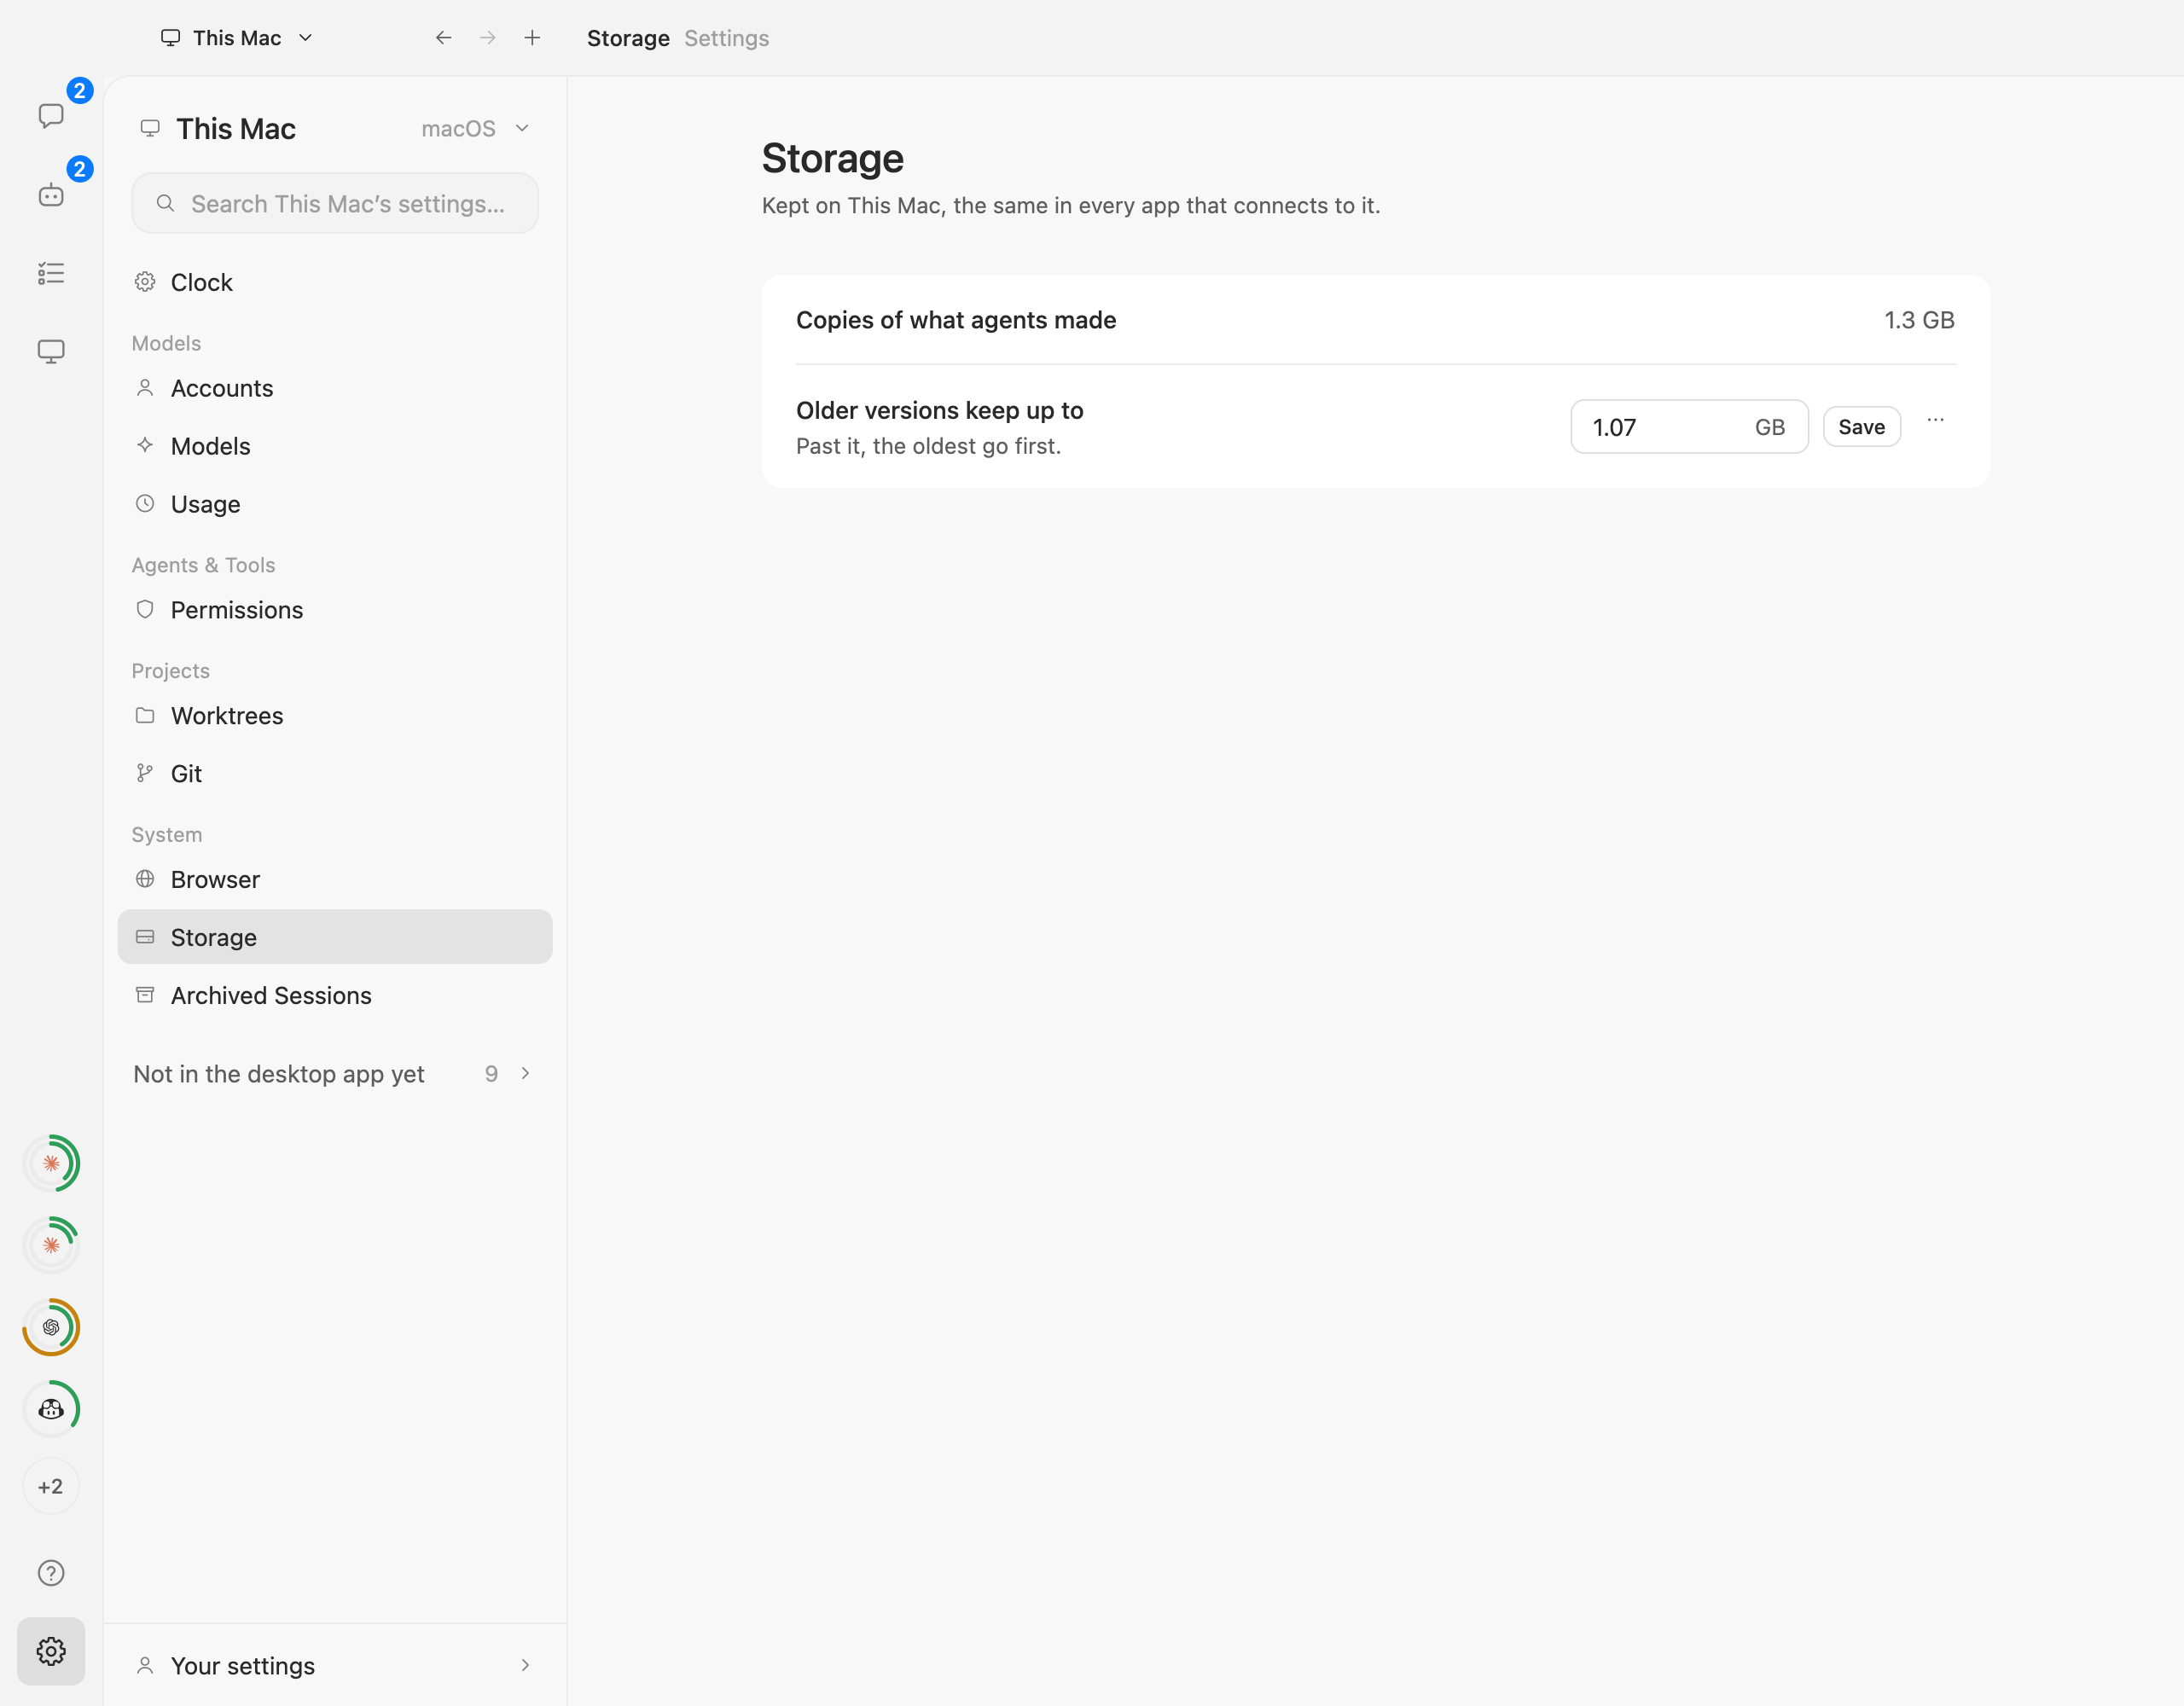 This Mac
Storage Settings
2
2
This Mac macOS
Search This Mac’s settings...
Clock
Models
Accounts
Models
Usage
Agents & Tools
Permissions
Projects
Worktrees
Git
System
Browser
Storage
Archived Sessions
Not in the desktop app yet 9
+2
Your settings
Storage
Kept on This Mac, the same in every app that connects to it.
Copies of what agents made 1.3 GB
Older versions keep up to
Past it, the oldest go first.
1.07 GB Save